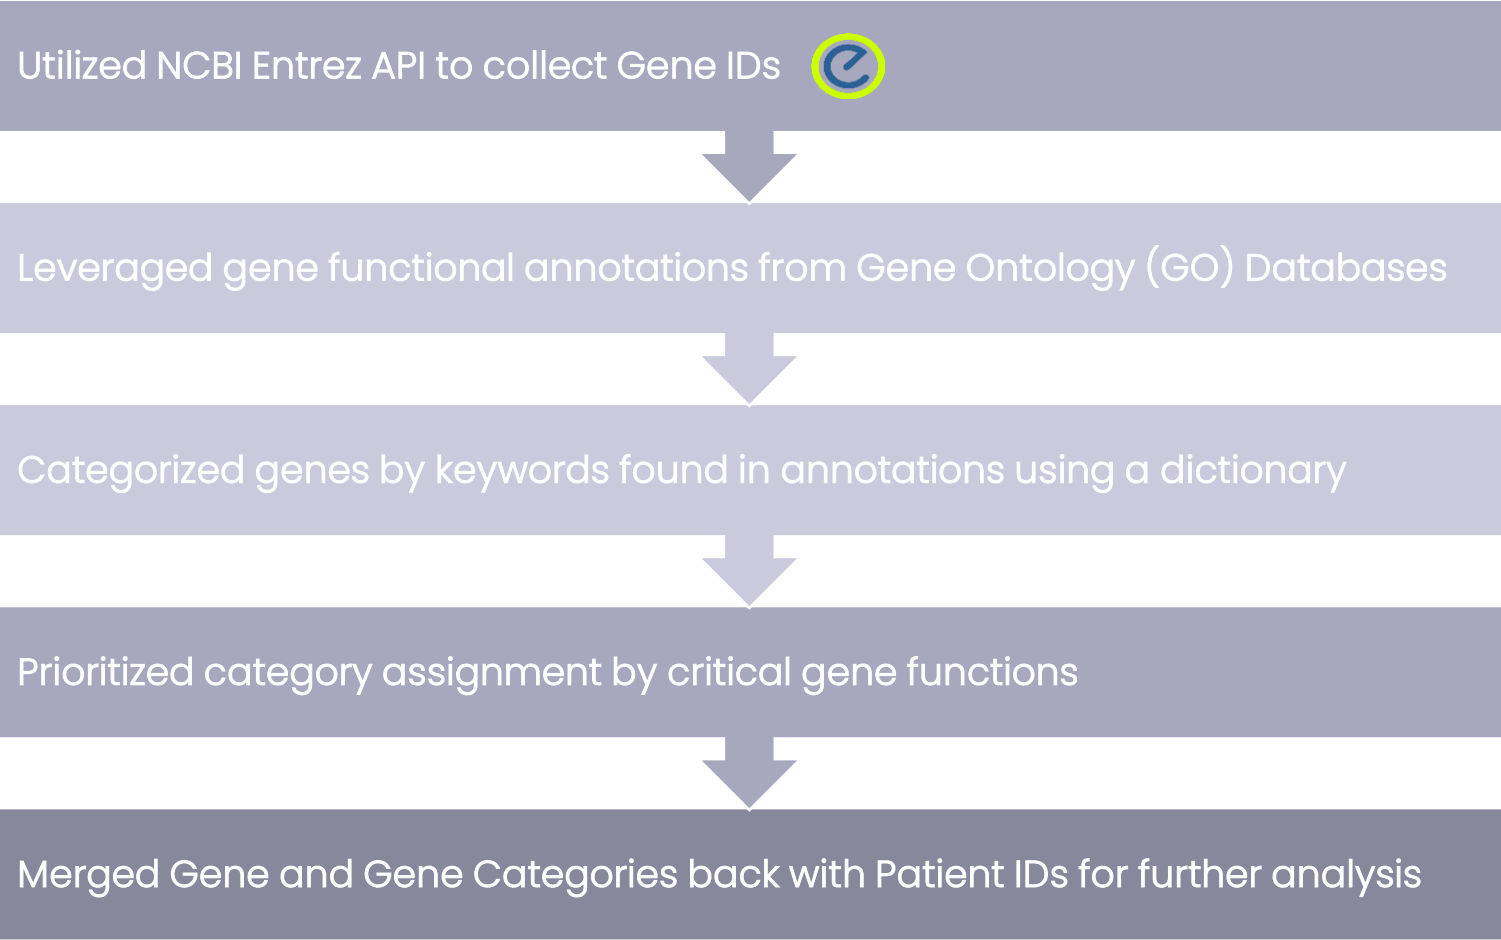 Utilized NCBI Entrez API to collect Gene IDs
Leveraged gene functional annotations from Gene Ontology (GO) Databases
Categorized genes by keywords found in annotations using a dictionary
Prioritized category assignment by critical gene functions
Merged Gene and Gene Categories back with Patient IDs for further analysis